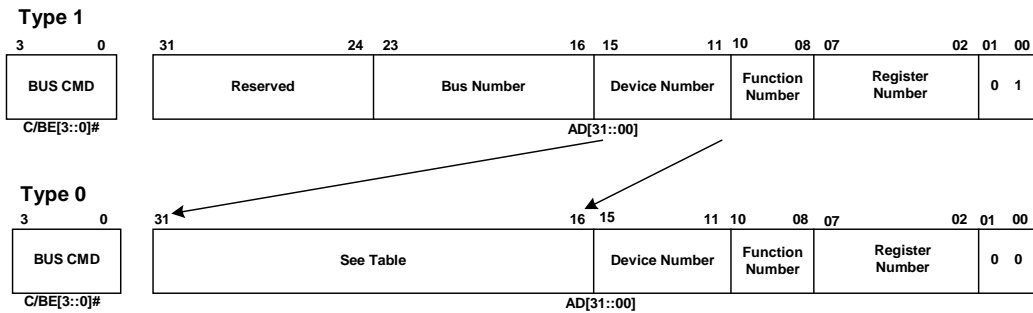 Type 1
3 0 31 24 23 16 15 11 10 08 07 02 01 00
BUS CMD Reserved Bus Number Device Number Function Number Register Number 0 1
C/BE[3::0]# AD[31::00]
Type 0
3 0 31 16 15 11 10 08 07 02 01 00
BUS CMD See Table Device Number Function Number Register Number 0 0
C/BE[3::0]# AD[31::00]